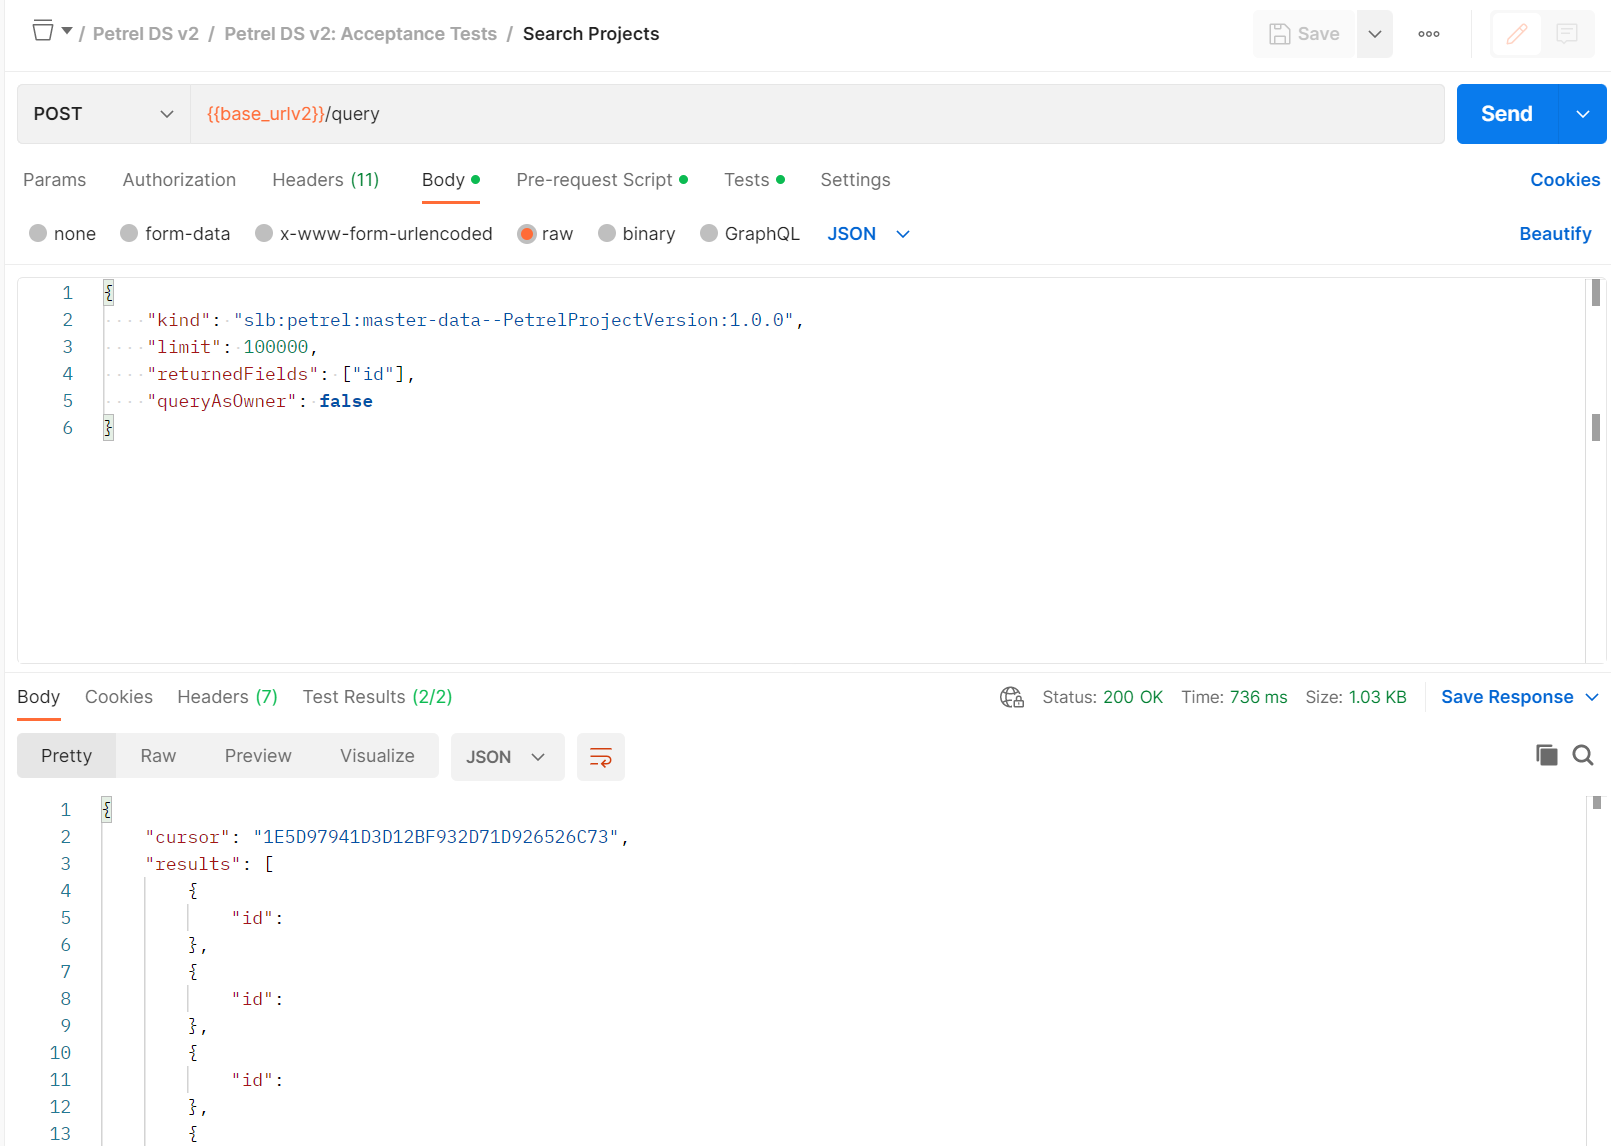 / Petrel DS v2 / Petrel DS v2: Acceptance Tests / Search Projects
Save
POST
{{base_urlv2}}/query
Send
Params Authorization Headers (11) Body Pre-request Script Tests Settings Cookies
none form-data x-www-form-urlencoded raw binary GraphQL JSON Beautify
1 {
2 "kind": "slb:petrel:master-data--PetrelProjectVersion:1.0.0",
3 "limit": 100000,
4 "returnedFields": ["id"],
5 "queryAsOwner": false
6 }
Body Cookies Headers (7) Test Results (2/2) Status: 200 OK Time: 736 ms Size: 1.03 KB Save Response
Pretty Raw Preview Visualize JSON
1 {
2 "cursor": "1E5D97941D3D12BF932D71D926526C73",
3 "results": [
4 {
5 "id":
6 },
7 {
8 "id":
9 },
10 {
11 "id":
12 },
13 {